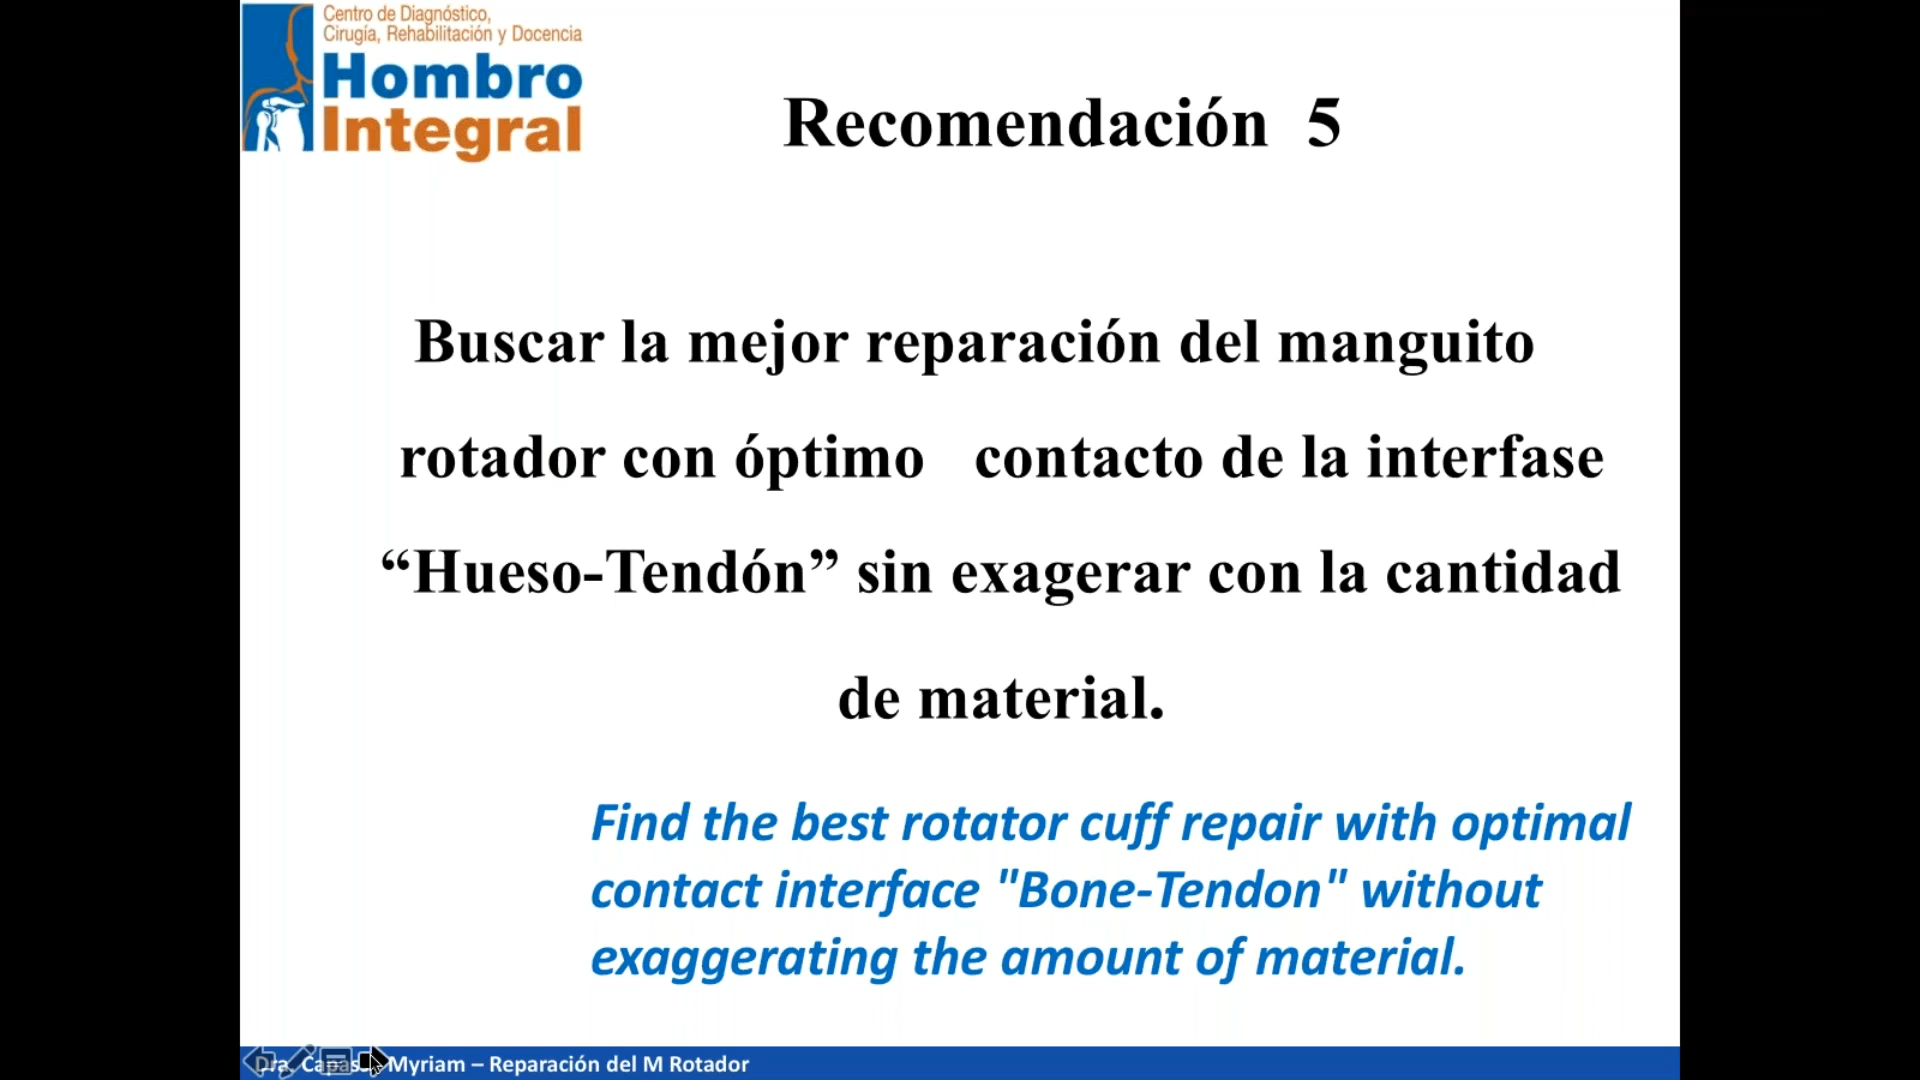 Centro de Diagnóstico,
Cirugía, Rehabilitación y Docencia
Hombro
Integral
Recomendación 5
Buscar la mejor reparación del manguito
rotador con óptimo contacto de la interfase
“Hueso-Tendón” sin exagerar con la cantidad
de material.
Find the best rotator cuff repair with optimal
contact interface "Bone-Tendon" without
exaggerating the amount of material.
Dra. Myriam – Reparación del M Rotador